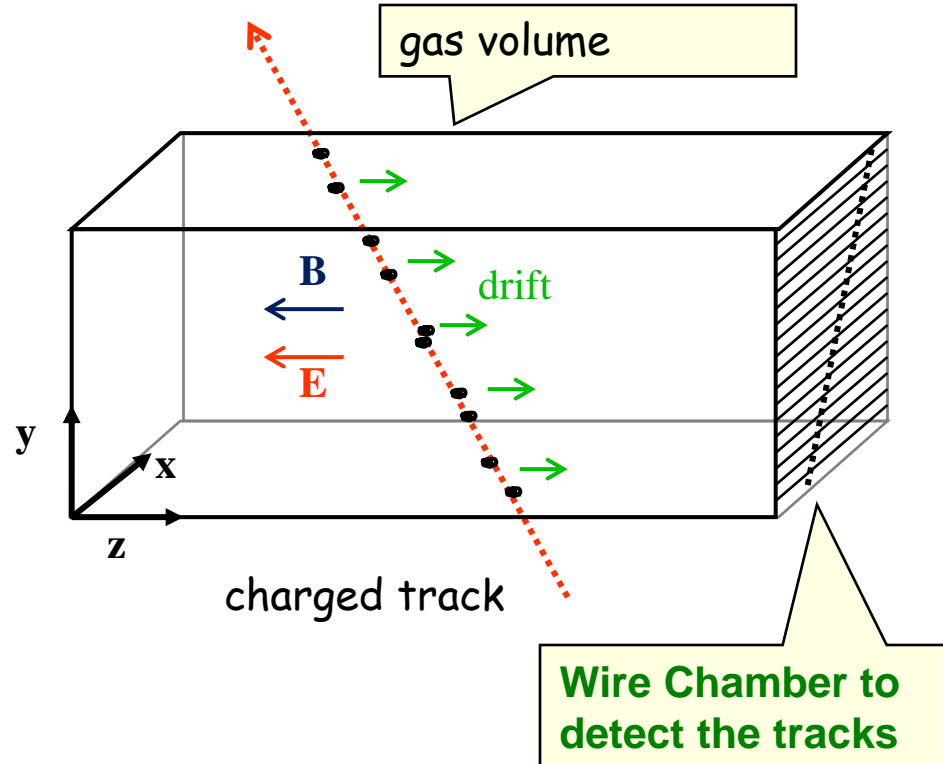 gas volume
B
drift
E
y
x
z
charged track
Wire Chamber to
detect the tracks